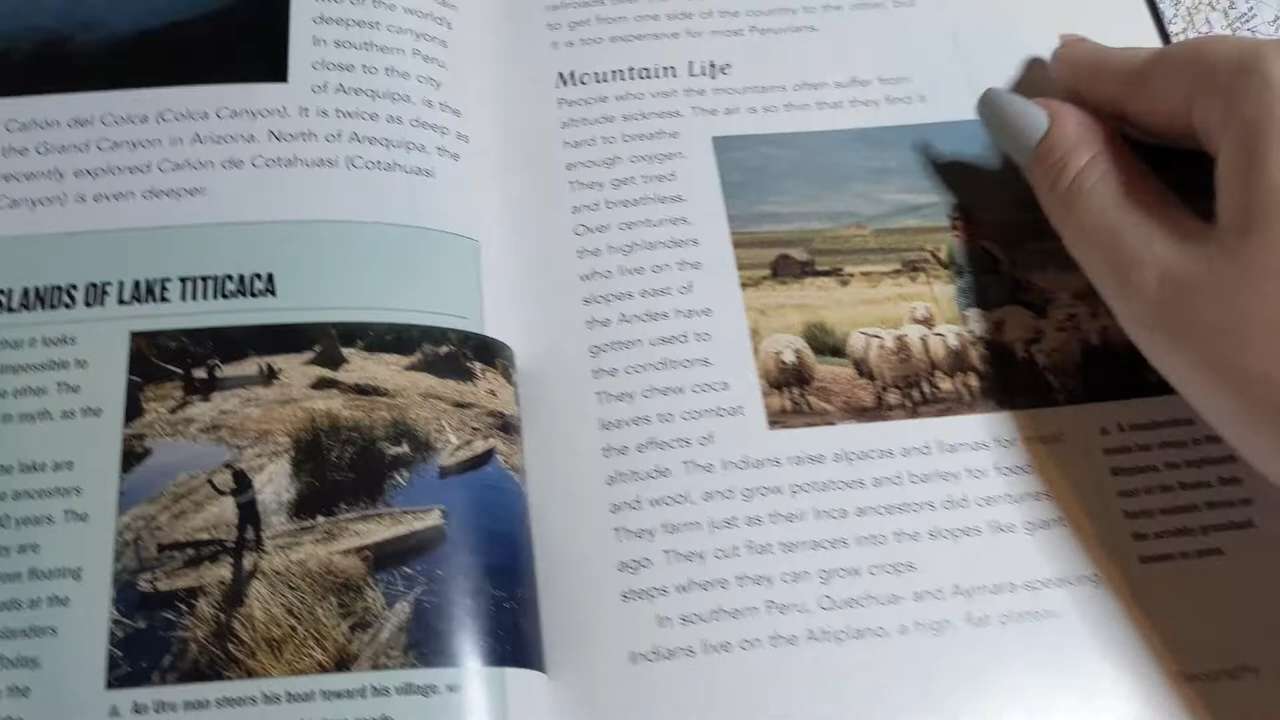 two of the world's
deepest canyons.
In southern Peru,
close to the city
of Arequipa, is the
Cañón del Colca (Colca Canyon). It is twice as deep as
the Grand Canyon in Arizona. North of Arequipa, the
recently explored Cañón de Cotahuasi (Cotahuasi
Canyon) is even deeper.
SLANDS OF LAKE TITICACA
that it looks
impossible to
other. The
in myth, as the
he lake are
ancestors
years. The
are
floating
at the
slanders
Today,
the
An Uru man steers his boat toward his village,
railroads
to get from one side of the country to the other, but
it is too expensive for most Peruvians.
Mountain Life
People who visit the mountains often suffer from
altitude sickness. The air is so thin that they find it
hard to breathe
enough oxygen.
They get tired
and breathless.
Over centuries,
the highlanders
who live on the
slopes east of
the Andes have
gotten used to
the conditions.
They chew coca
leaves to combat
the effects of
altitude. The Indians raise alpacas and llamas for meat
and wool, and grow potatoes and barley for food.
They farm just as their Inca ancestors did centuries
ago. They cut flat terraces into the slopes like giant
steps where they can grow crops.
In southern Peru, Quechua- and Aymara-speaking
Indians live on the Altiplano, a high, flat plateau